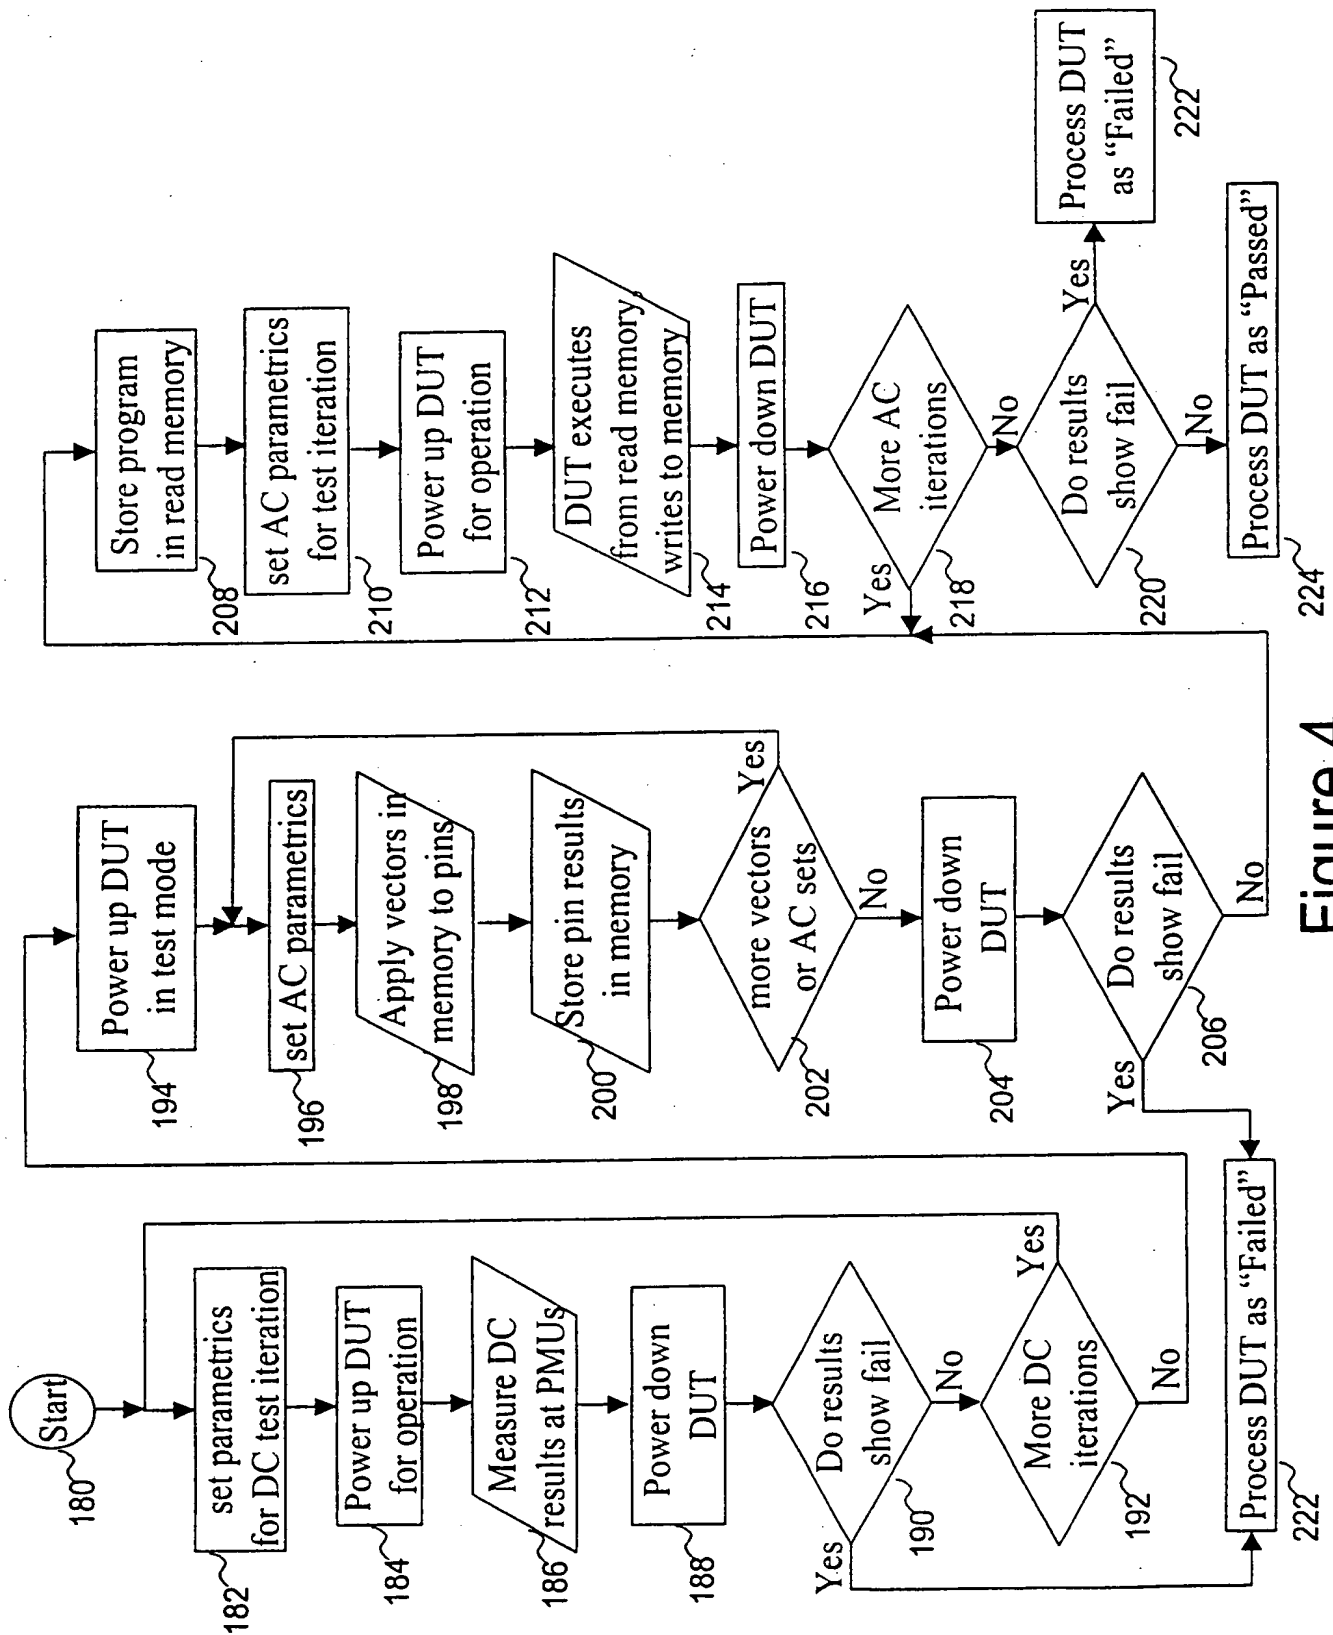 Start
180
set parametrics
for DC test iteration
182
Power up DUT
for operation
184
Measure DC
results at PMUs
186
Power down
DUT
188
Do results
show fail
190
Yes
No
More DC
iterations
192
Yes
No
Process DUT as “Failed”
222
Power up DUT
in test mode
194
set AC parametrics
196
Apply vectors in
memory to pins
198
Store pin results
in memory
200
more vectors
or AC sets
202
Yes
No
Power down
DUT
204
Do results
show fail
206
Yes
No
Store program
in read memory
208
set AC parametrics
for test iteration
210
Power up DUT
for operation
212
DUT executes
from read memory,
writes to memory
214
Power down DUT
216
More AC
iterations
218
Yes
No
Do results
show fail
220
Yes
No
Process DUT
as “Failed”
222
Process DUT as “Passed”
224
Figure 4